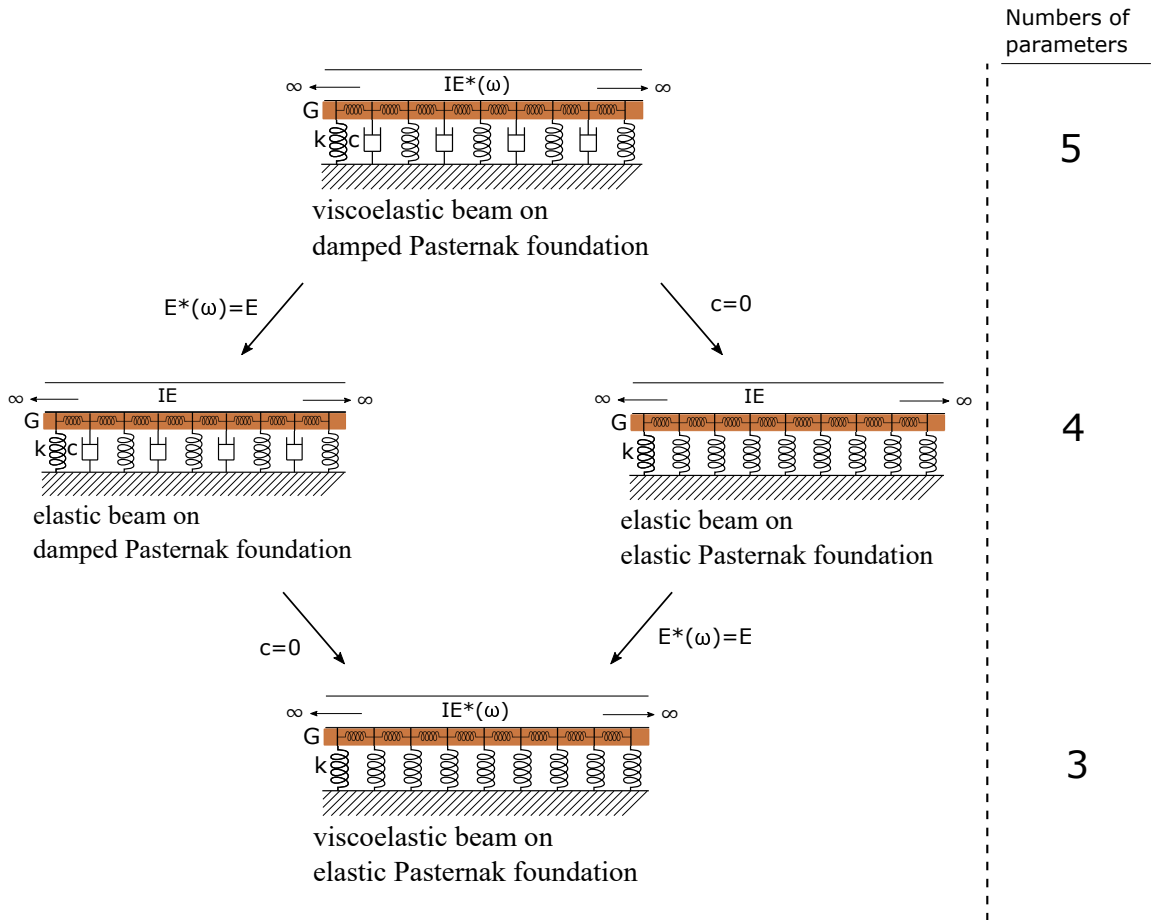 Numbers of
parameters
∞ IE*(ω) ∞
G
k c
5
viscoelastic beam on
damped Pasternak foundation
E*(ω)=E
c=0
∞ IE ∞
G
k c
elastic beam on
damped Pasternak foundation
∞ IE ∞
G
k
elastic beam on
elastic Pasternak foundation
4
c=0
E*(ω)=E
∞ IE*(ω) ∞
G
k
3
viscoelastic beam on
elastic Pasternak foundation